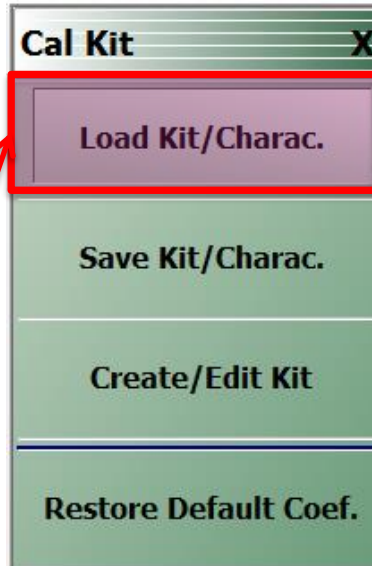 Cal Kit X
Load Kit/Charac.
Save Kit/Charac.
Create/Edit Kit
Restore Default Coef.